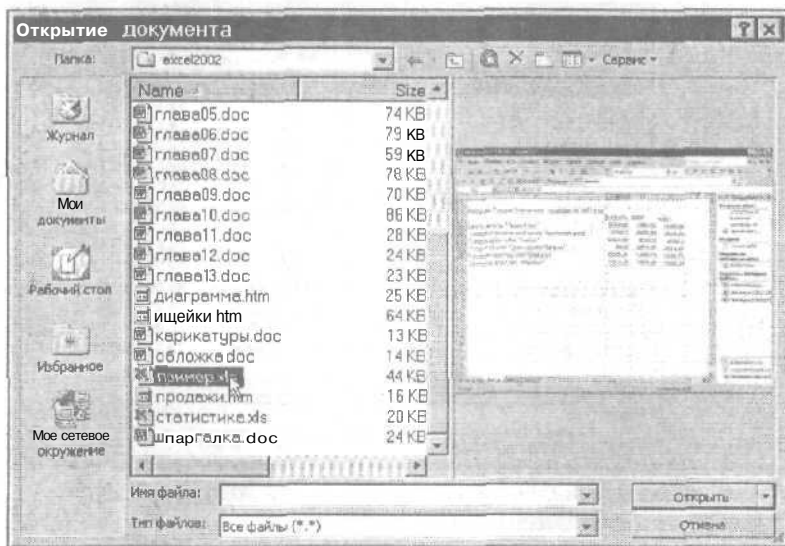 Открытие документа
Папка: excel2002 Сервис
Журнал
Мои документы
Рабочий стол
Избранное
Мое сетевое окружение
Name Size
глава05.doc 74 KB
глава06.doc 79 KB
глава07.doc 59 KB
глава08.doc 78 KB
глава09.doc 70 KB
глава10.doc 86 KB
глава11.doc 28 KB
глава12.doc 24 KB
глава13.doc 23 KB
диаграмма.htm 25 KB
ищейки htm 64 KB
карикатуры.doc 13 KB
обложка.doc 14 KB
пример.xls 44 KB
продажи.htm 16 KB
статистика.xls 20 KB
шпаргалка.doc 24 KB
Имя файла: Открыть
Тип файлов: Все файлы (*.*) Отмена